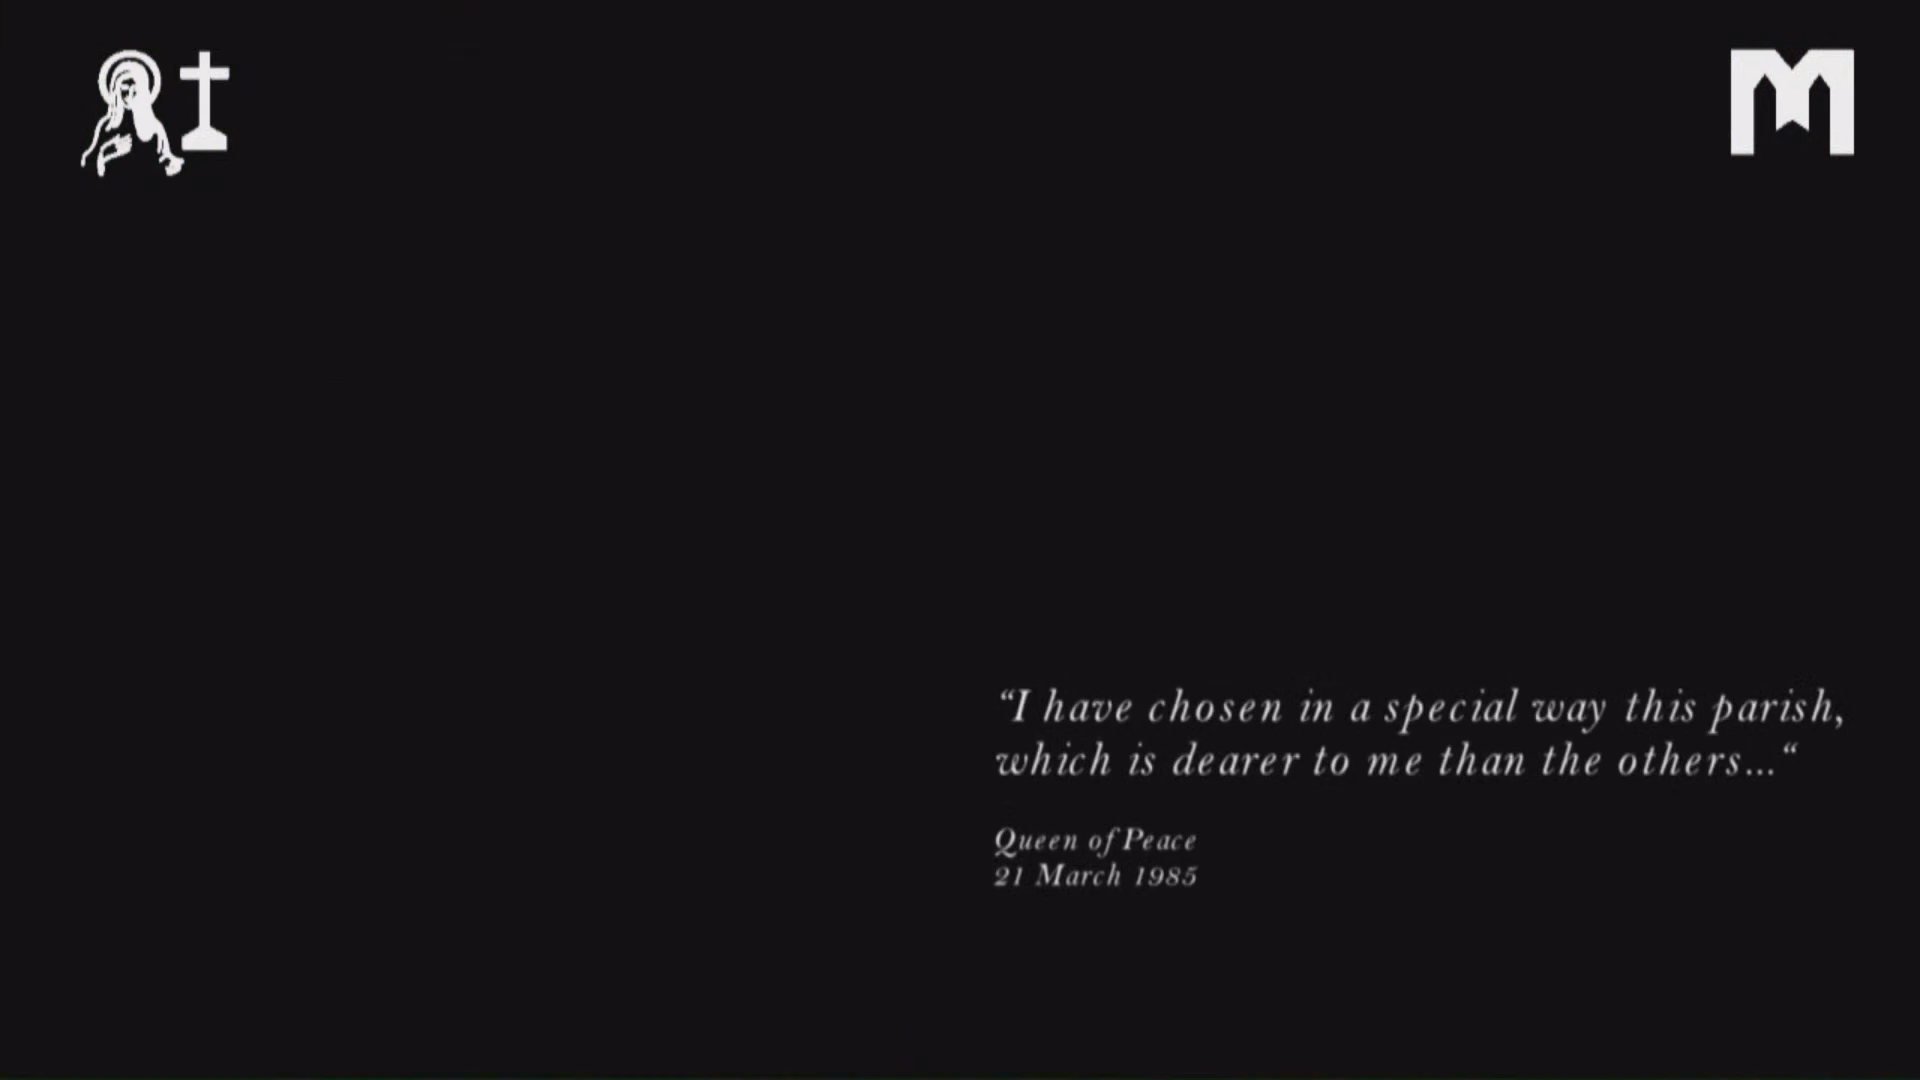 M
“I have chosen in a special way this parish,
which is dearer to me than the others...“
Queen of Peace
21 March 1985